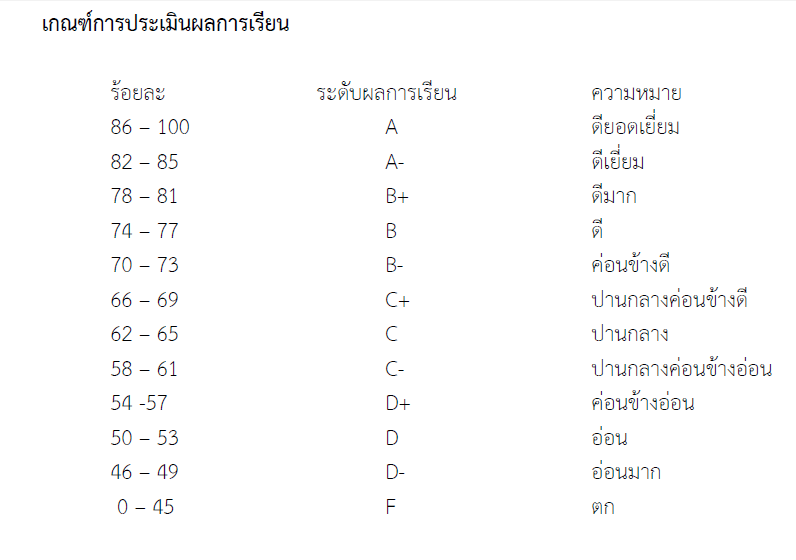 เกณฑ์การประเมินผลการเรียน
ร้อยละ ระดับผลการเรียน ความหมาย
86 – 100 A ดียอดเยี่ยม
82 – 85 A- ดีเยี่ยม
78 – 81 B+ ดีมาก
74 – 77 B ดี
70 – 73 B- ค่อนข้างดี
66 – 69 C+ ปานกลางค่อนข้างดี
62 – 65 C ปานกลาง
58 – 61 C- ปานกลางค่อนข้างอ่อน
54 -57 D+ ค่อนข้างอ่อน
50 – 53 D อ่อน
46 – 49 D- อ่อนมาก
0 – 45 F ตก